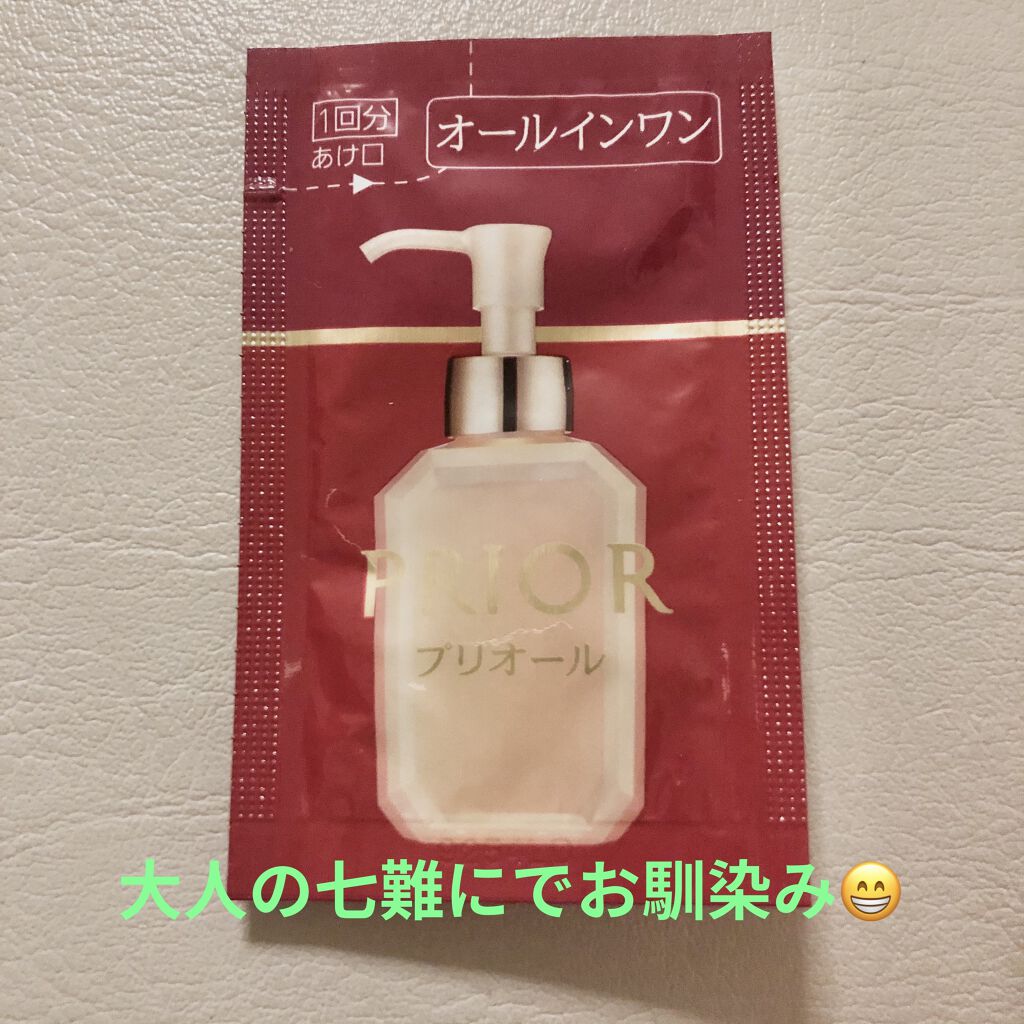 1回分
あけ口
オールインワン
PRIOR
プリオール
大人の七難にでお馴染み😁